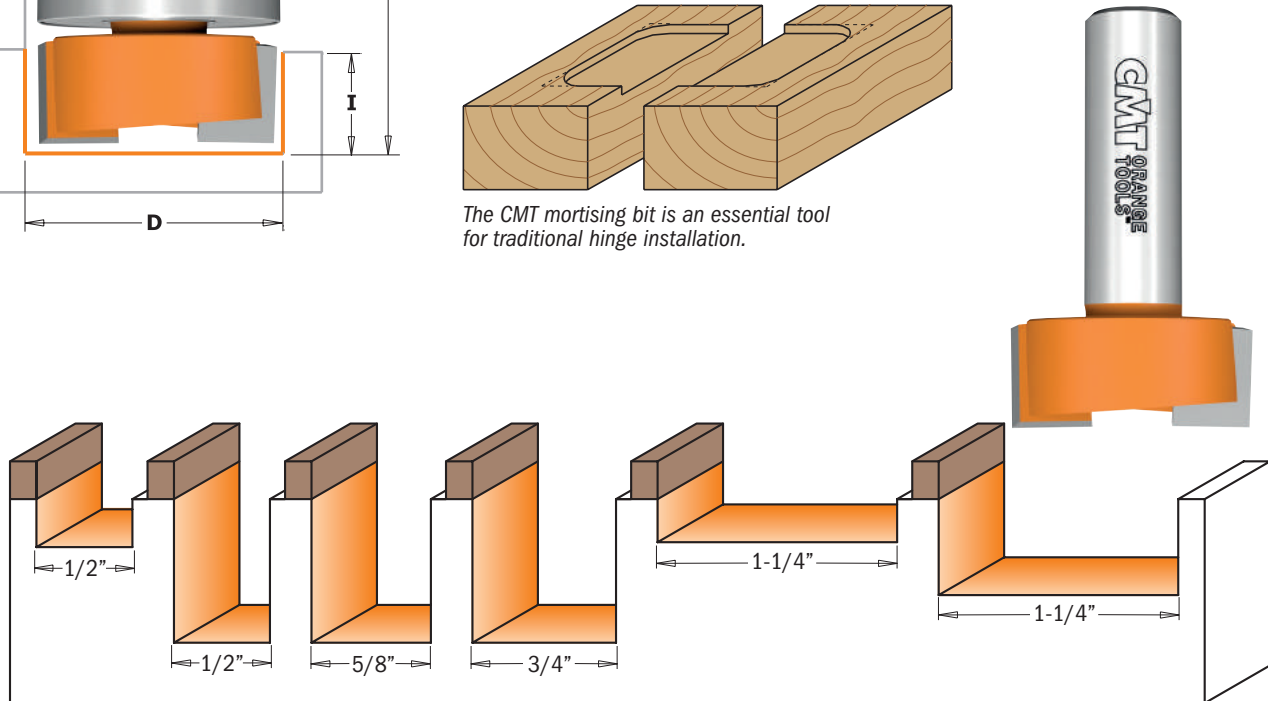 I
D
The CMT mortising bit is an essential tool
for traditional hinge installation.
CMT ORANGE
TOOLS™
1/2”
1/2”
5/8”
3/4”
1-1/4”
1-1/4”